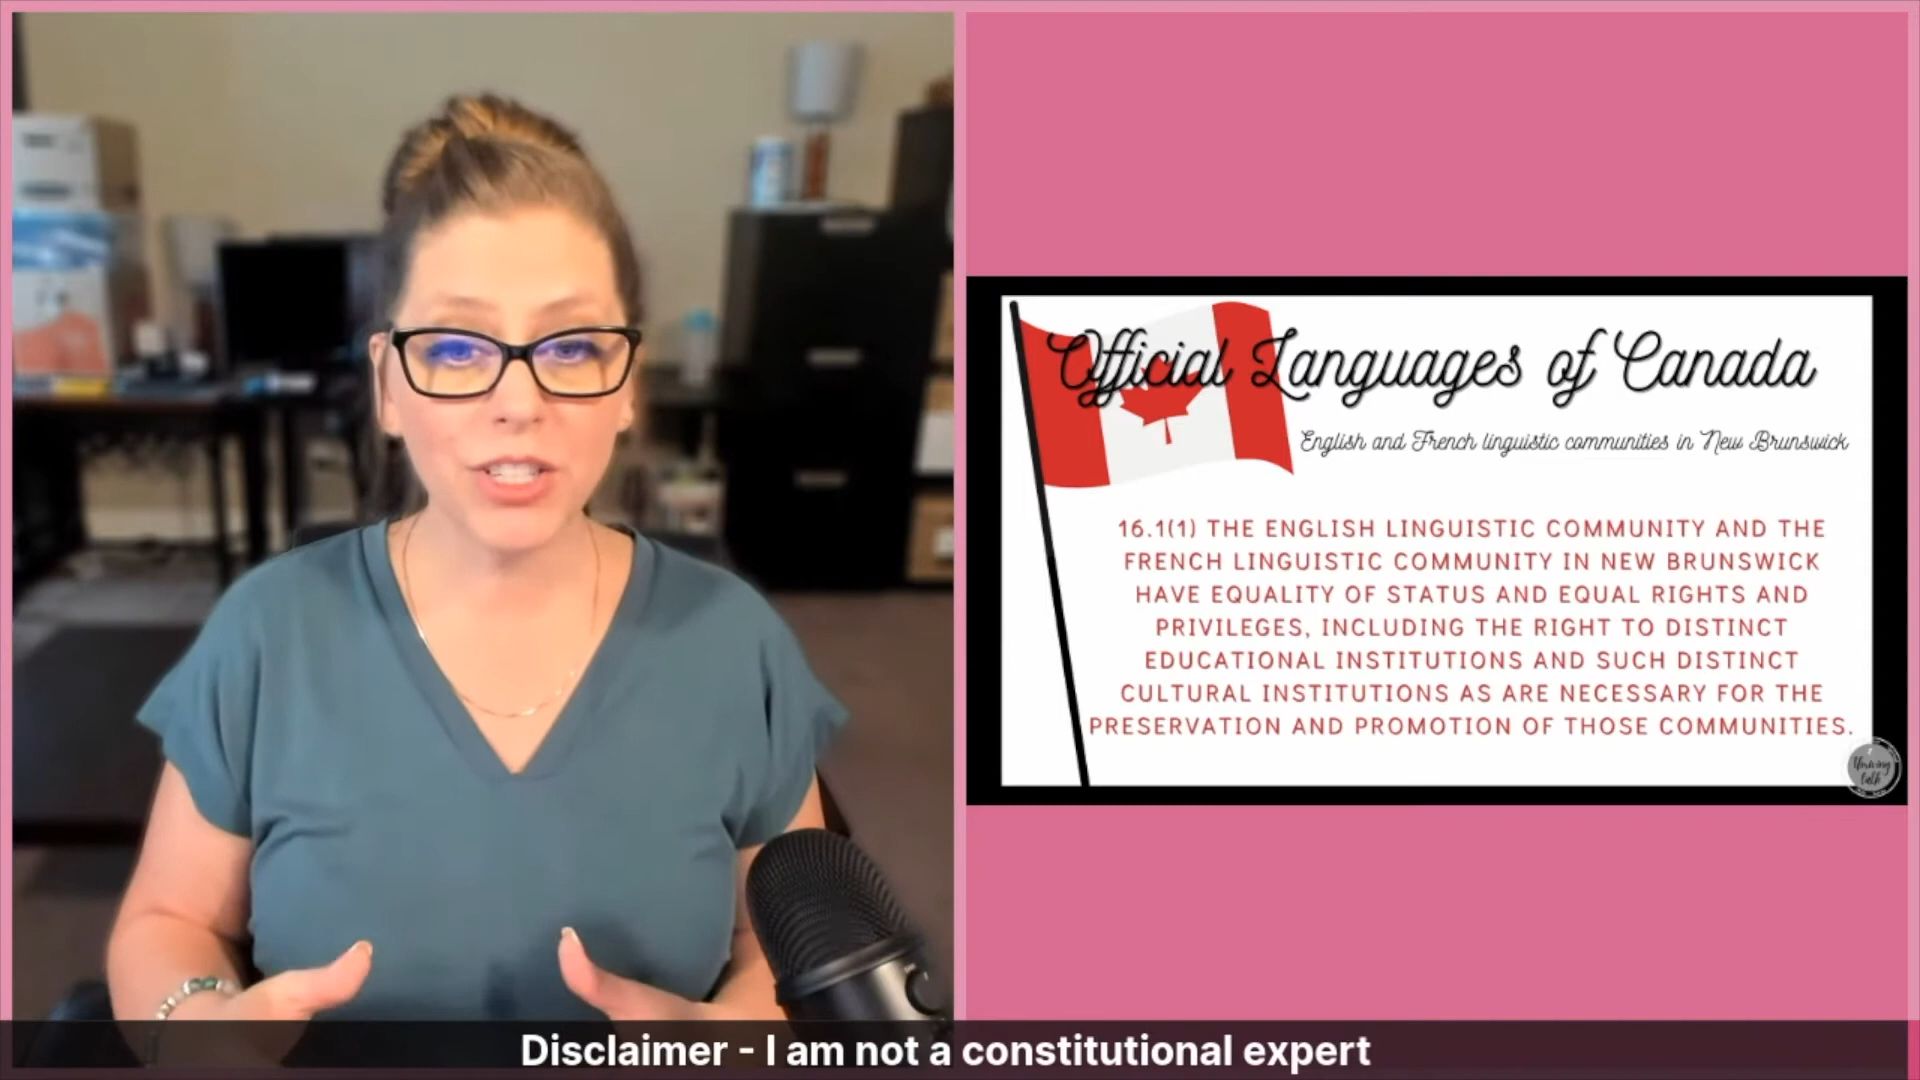 Official Languages of Canada
English and French linguistic communities in New Brunswick
16.1(1) THE ENGLISH LINGUISTIC COMMUNITY AND THE
FRENCH LINGUISTIC COMMUNITY IN NEW BRUNSWICK
HAVE EQUALITY OF STATUS AND EQUAL RIGHTS AND
PRIVILEGES, INCLUDING THE RIGHT TO DISTINCT
EDUCATIONAL INSTITUTIONS AND SUCH DISTINCT
CULTURAL INSTITUTIONS AS ARE NECESSARY FOR THE
PRESERVATION AND PROMOTION OF THOSE COMMUNITIES.
Thriving
talk
Disclaimer - I am not a constitutional expert